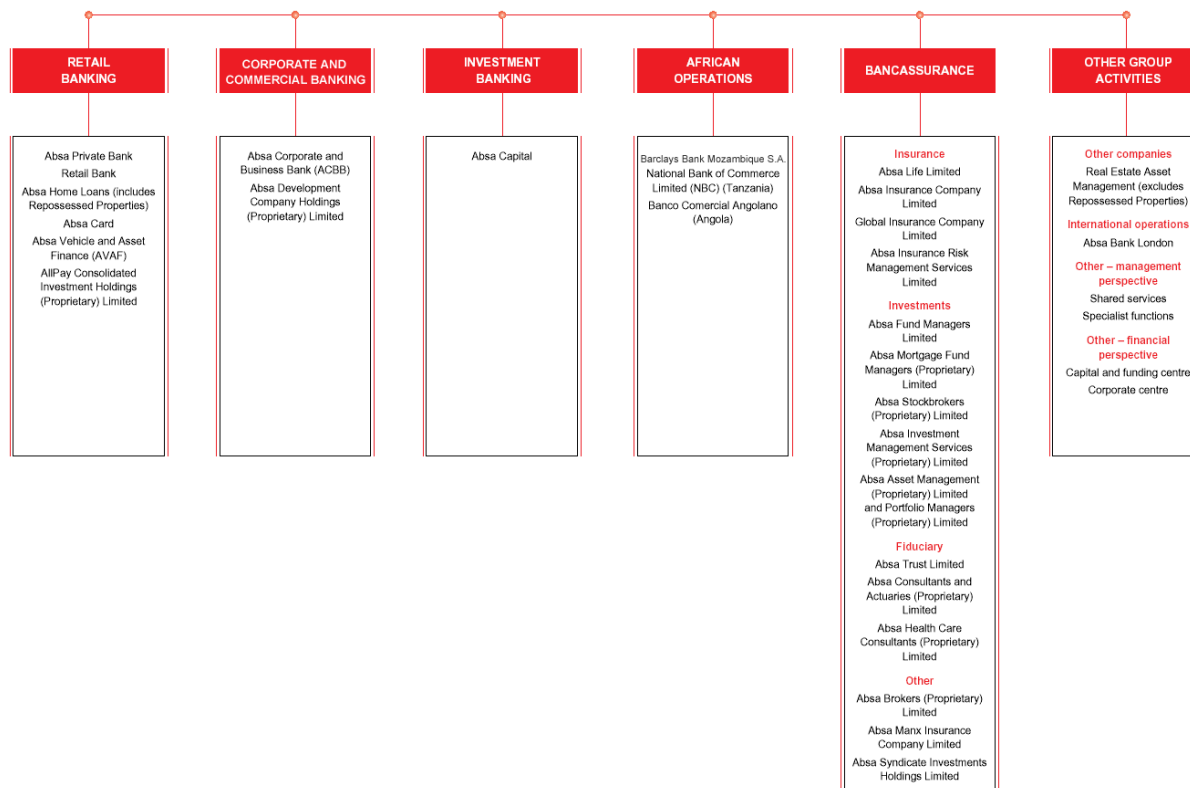 RETAIL
BANKING
Absa Private Bank
Retail Bank
Absa Home Loans (includes
Repossessed Properties)
Absa Card
Absa Vehicle and Asset
Finance (AVAF)
AllPay Consolidated
Investment Holdings
(Proprietary) Limited
CORPORATE AND
COMMERCIAL BANKING
Absa Corporate and
Business Bank (ACBB)
Absa Development
Company Holdings
(Proprietary) Limited
INVESTMENT
BANKING
Absa Capital
AFRICAN
OPERATIONS
Barclays Bank Mozambique S.A.
National Bank of Commerce
Limited (NBC) (Tanzania)
Banco Comercial Angolano
(Angola)
BANCASSURANCE
Insurance
Absa Life Limited
Absa Insurance Company
Limited
Global Insurance Company
Limited
Absa Insurance Risk
Management Services
Limited
Investments
Absa Fund Managers
Limited
Absa Mortgage Fund
Managers (Proprietary)
Limited
Absa Stockbrokers
(Proprietary) Limited
Absa Investment
Management Services
(Proprietary) Limited
Absa Asset Management
(Proprietary) Limited
and Portfolio Managers
(Proprietary) Limited
Fiduciary
Absa Trust Limited
Absa Consultants and
Actuaries (Proprietary)
Limited
Absa Health Care
Consultants (Proprietary)
Limited
Other
Absa Brokers (Proprietary)
Limited
Absa Manx Insurance
Company Limited
Absa Syndicate Investments
Holdings Limited
OTHER GROUP
ACTIVITIES
Other companies
Real Estate Asset
Management (excludes
Repossessed Properties)
International operations
Absa Bank London
Other – management
perspective
Shared services
Specialist functions
Other – financial
perspective
Capital and funding centre
Corporate centre